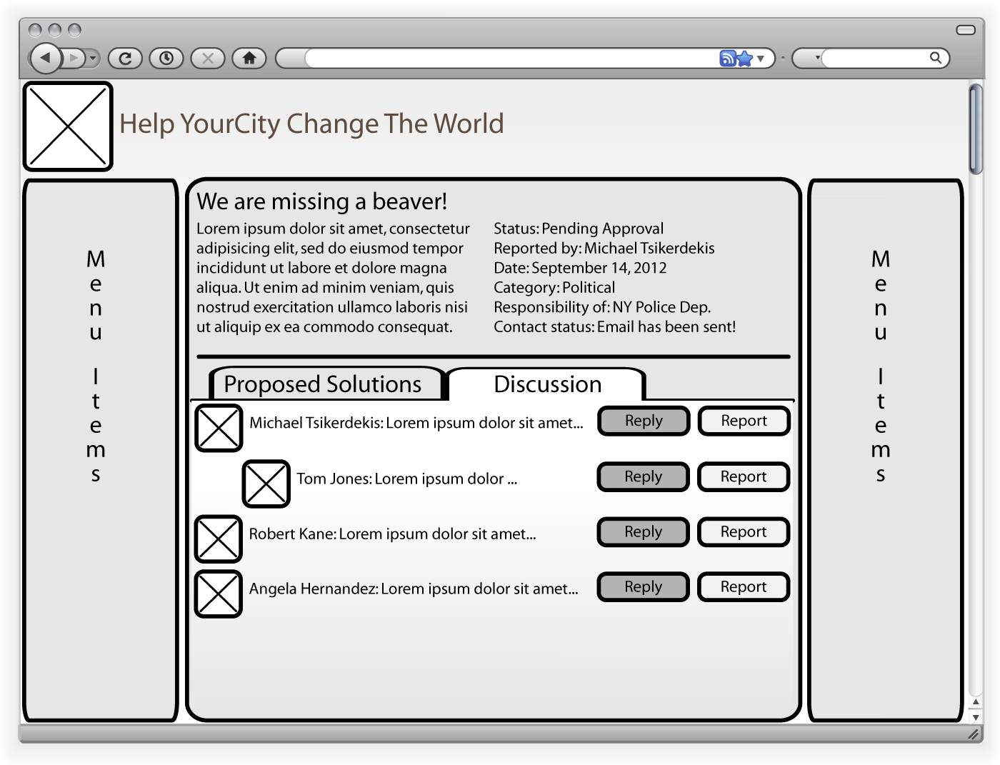 Help YourCity Change The World
Menu Items
We are missing a beaver!
Lorem ipsum dolor sit amet, consectetur
adipisicing elit, sed do eiusmod tempor
incididunt ut labore et dolore magna
aliqua. Ut enim ad minim veniam, quis
nostrud exercitation ullamco laboris nisi
ut aliquip ex ea commodo consequat.
Status: Pending Approval
Reported by: Michael Tsikerdekis
Date: September 14, 2012
Category: Political
Responsibility of: NY Police Dep.
Contact status: Email has been sent!
Proposed Solutions
Discussion
Michael Tsikerdekis: Lorem ipsum dolor sit amet...
Reply
Report
Tom Jones: Lorem ipsum dolor ...
Reply
Report
Robert Kane: Lorem ipsum dolor sit amet...
Reply
Report
Angela Hernandez: Lorem ipsum dolor sit amet...
Reply
Report
Menu Items